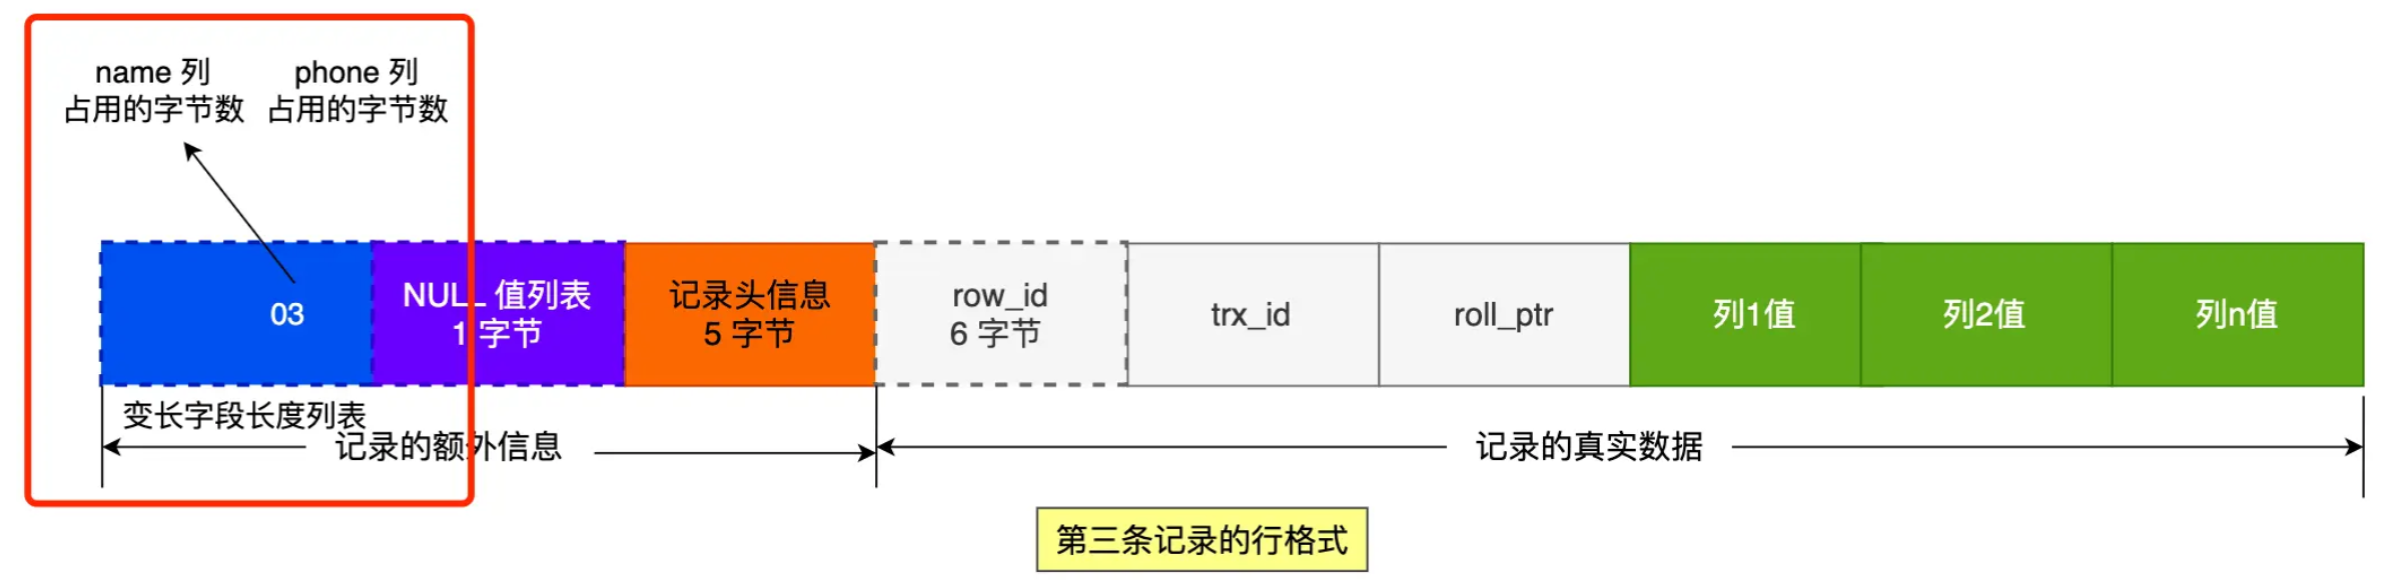 name 列
占用的字节数
phone 列
占用的字节数
03
NULL 值列表
1 字节
记录头信息
5 字节
row_id
6 字节
trx_id
roll_ptr
列1值
列2值
列n值
变长字段长度列表
记录的额外信息
记录的真实数据
第三条记录的行格式